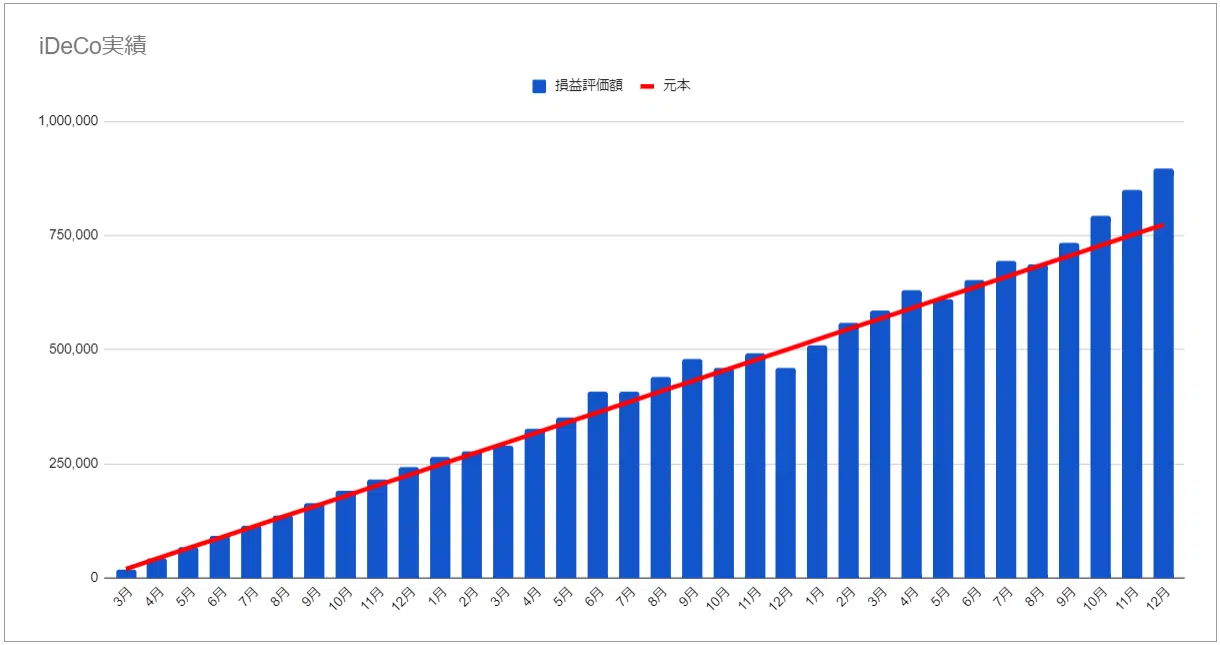 iDeCo実績
損益評価額 元本
1,000,000
750,000
500,000
250,000
0
3月 4月 5月 6月 7月 8月 9月 10月 11月 12月 1月 2月 3月 4月 5月 6月 7月 8月 9月 10月 11月 12月 1月 2月 3月 4月 5月 6月 7月 8月 9月 10月 11月 12月